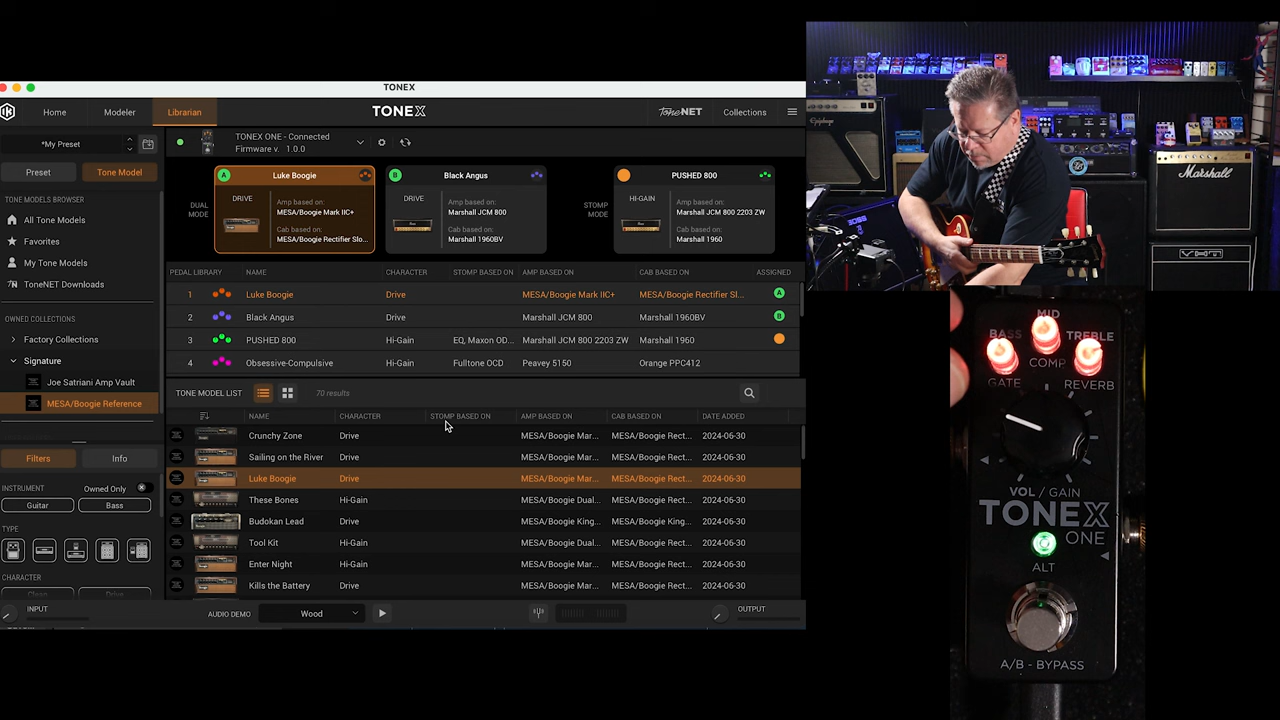 TONEX
Home
Modeler
Librarian
TONEX
ToneNET
Collections
*My Preset
TONEX ONE - Connected
Firmware v. 1.0.0
Preset
Tone Model
TONE MODELS BROWSER
All Tone Models
Favorites
My Tone Models
ToneNET Downloads
OWNED COLLECTIONS
Factory Collections
Signature
Joe Satriani Amp Vault
MESA/Boogie Reference
Filters
Info
INSTRUMENT
Owned Only
Guitar
Bass
TYPE
CHARACTER
Clean
Drive
DUAL MODE
A Luke Boogie
DRIVE
Amp based on:
MESA/Boogie Mark IIC+
Cab based on:
MESA/Boogie Rectifier Slo...
B Black Angus
DRIVE
Amp based on:
Marshall JCM 800
Cab based on:
Marshall 1960BV
STOMP MODE
PUSHED 800
HI-GAIN
Amp based on:
Marshall JCM 800 2203 ZW
Cab based on:
Marshall 1960
PEDAL LIBRARY NAME CHARACTER STOMP BASED ON AMP BASED ON CAB BASED ON ASSIGNED
1 Luke Boogie Drive MESA/Boogie Mark IIC+ MESA/Boogie Rectifier Sl... A
2 Black Angus Drive Marshall JCM 800 Marshall 1960BV B
3 PUSHED 800 Hi-Gain EQ, Maxon OD... Marshall JCM 800 2203 ZW Marshall 1960
4 Obsessive-Compulsive Hi-Gain Fulltone OCD Peavey 5150 Orange PPC412
TONE MODEL LIST 70 results
NAME CHARACTER STOMP BASED ON AMP BASED ON CAB BASED ON DATE ADDED
Crunchy Zone Drive MESA/Boogie Mar... MESA/Boogie Rect... 2024-06-30
Sailing on the River Drive MESA/Boogie Mar... MESA/Boogie Rect... 2024-06-30
Luke Boogie Drive MESA/Boogie Mar... MESA/Boogie Rect... 2024-06-30
These Bones Hi-Gain MESA/Boogie Dual... MESA/Boogie Rect... 2024-06-30
Budokan Lead Drive MESA/Boogie King... MESA/Boogie Rect... 2024-06-30
Tool Kit Hi-Gain MESA/Boogie Dual... MESA/Boogie Rect... 2024-06-30
Enter Night Hi-Gain MESA/Boogie Mar... MESA/Boogie Rect... 2024-06-30
Kills the Battery Drive MESA/Boogie Mar... MESA/Boogie Rect... 2024-06-30
INPUT
AUDIO DEMO
Wood
OUTPUT
Epiphone
Marshall
VHT
BOSS
MID
BASS
TREBLE
COMP
GATE
REVERB
VOL / GAIN
TONEX
ONE
ALT
A/B - BYPASS